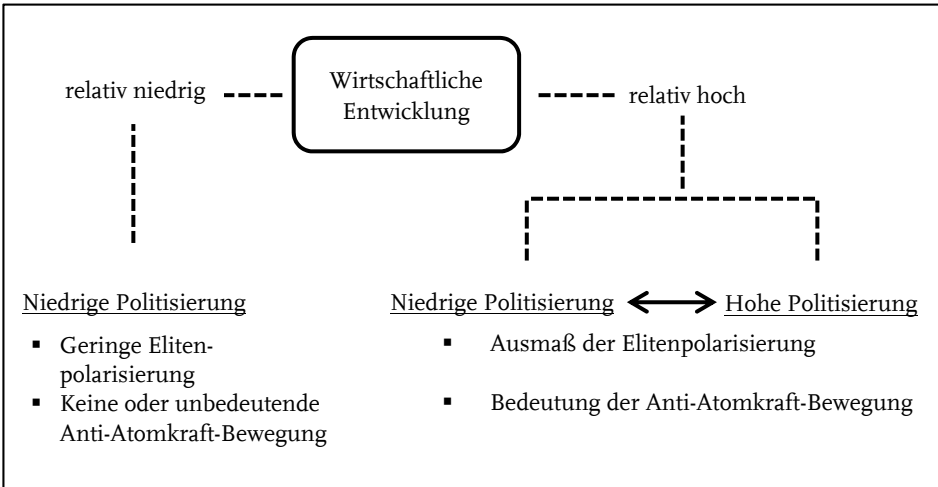 Wirtschaftliche
Entwicklung
relativ niedrig
relativ hoch
Niedrige Politisierung
▪ Geringe Eliten-
polarisierung
▪ Keine oder unbedeutende
Anti-Atomkraft-Bewegung
Niedrige Politisierung
Hohe Politisierung
▪ Ausmaß der Elitenpolarisierung
▪ Bedeutung der Anti-Atomkraft-Bewegung